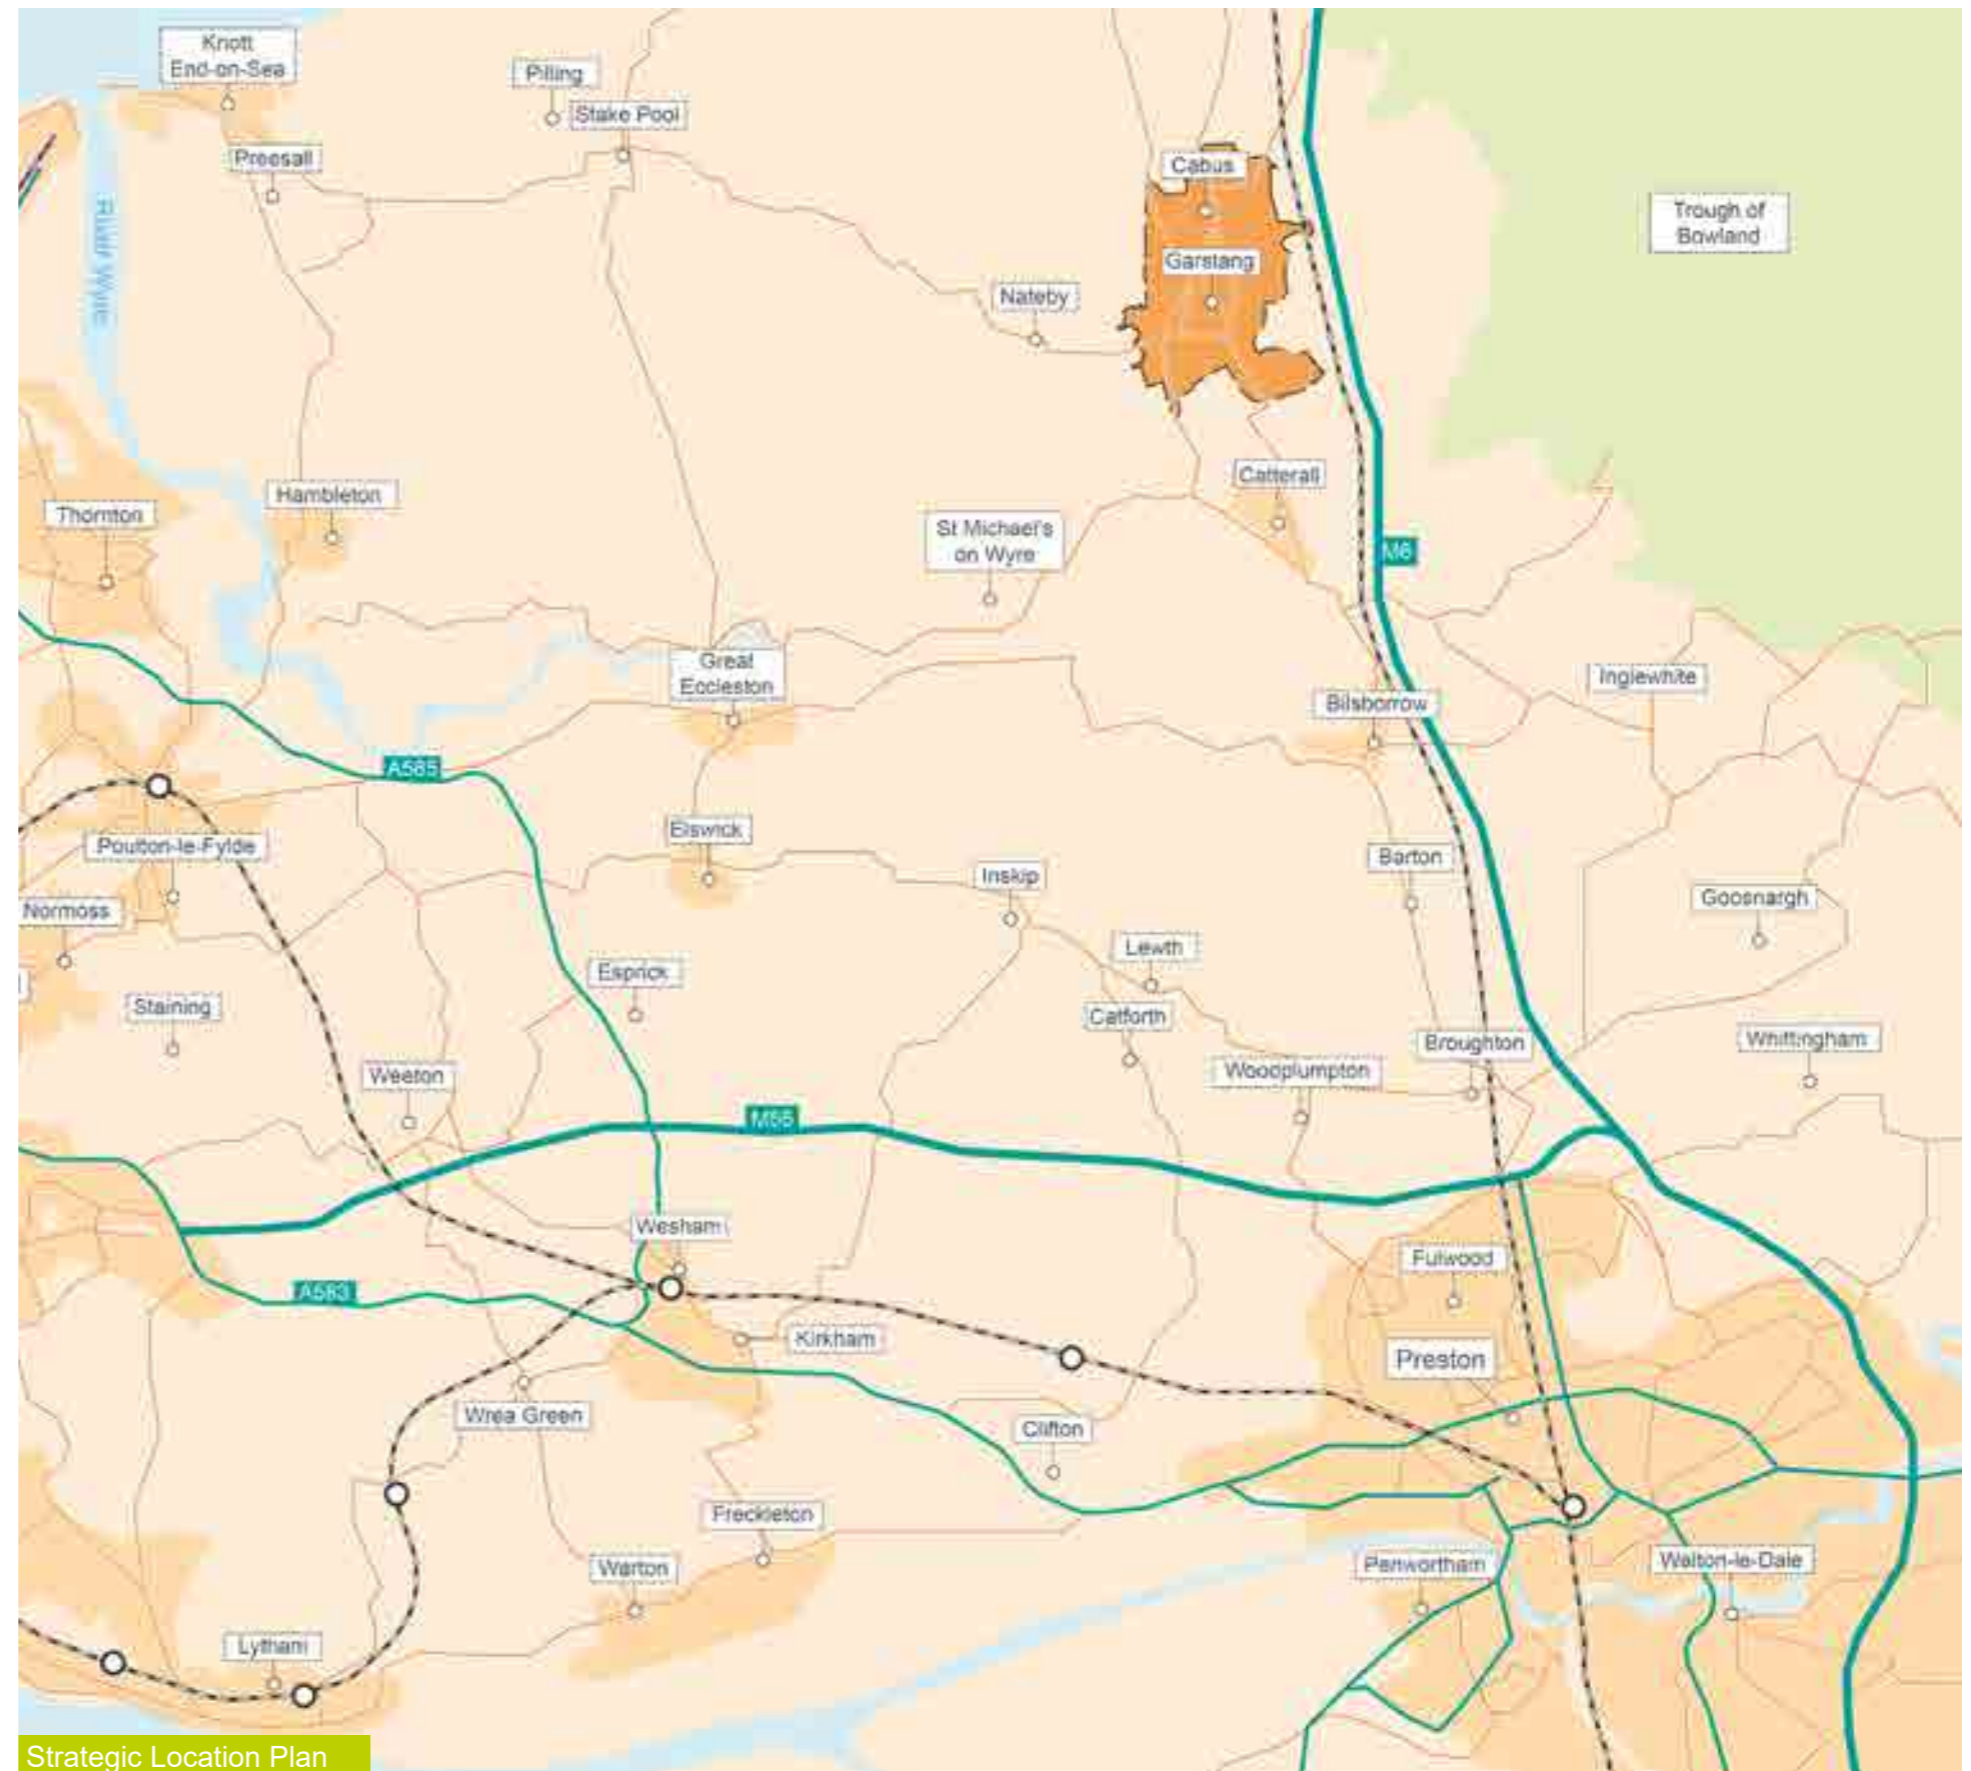 Knott
End-on-Sea
Pilling
Stake Pool
Preesall
Cabus
Trough of
Bowland
River Wyre
Garstang
Nateby
Catterall
Hambleton
Thornton
St Michael's
on Wyre
M6
Great
Eccleston
Inglewhite
Bilsborrow
A585
Elswick
Poulton-le-Fylde
Barton
Inskip
Goosnargh
Normoss
Lewth
Esprick
Staining
Catforth
Whittingham
Broughton
Woodplumpton
Weeton
M55
Wesham
Fulwood
A583
Kirkham
Preston
Wrea Green
Clifton
Freckleton
Walton-le-Dale
Penwortham
Warton
Lytham
Strategic Location Plan